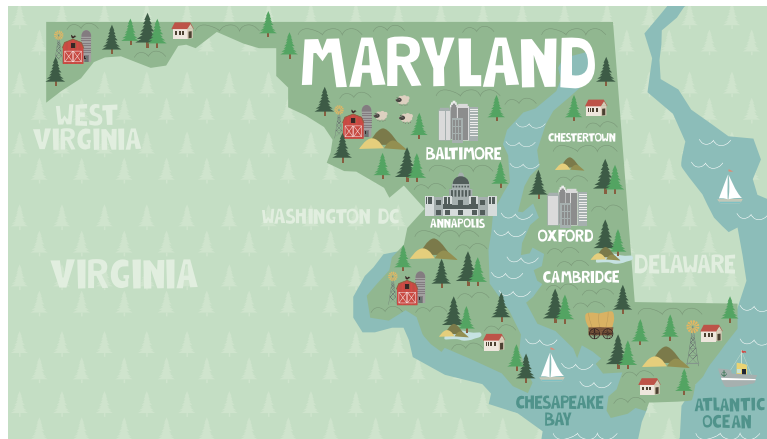 MARYLAND
WEST
VIRGINIA
CHESTERTOWN
BALTIMORE
WASHINGTON DC
ANNAPOLIS
OXFORD
VIRGINIA
DELAWARE
CAMBRIDGE
CHESAPEAKE
BAY
ATLANTIC
OCEAN